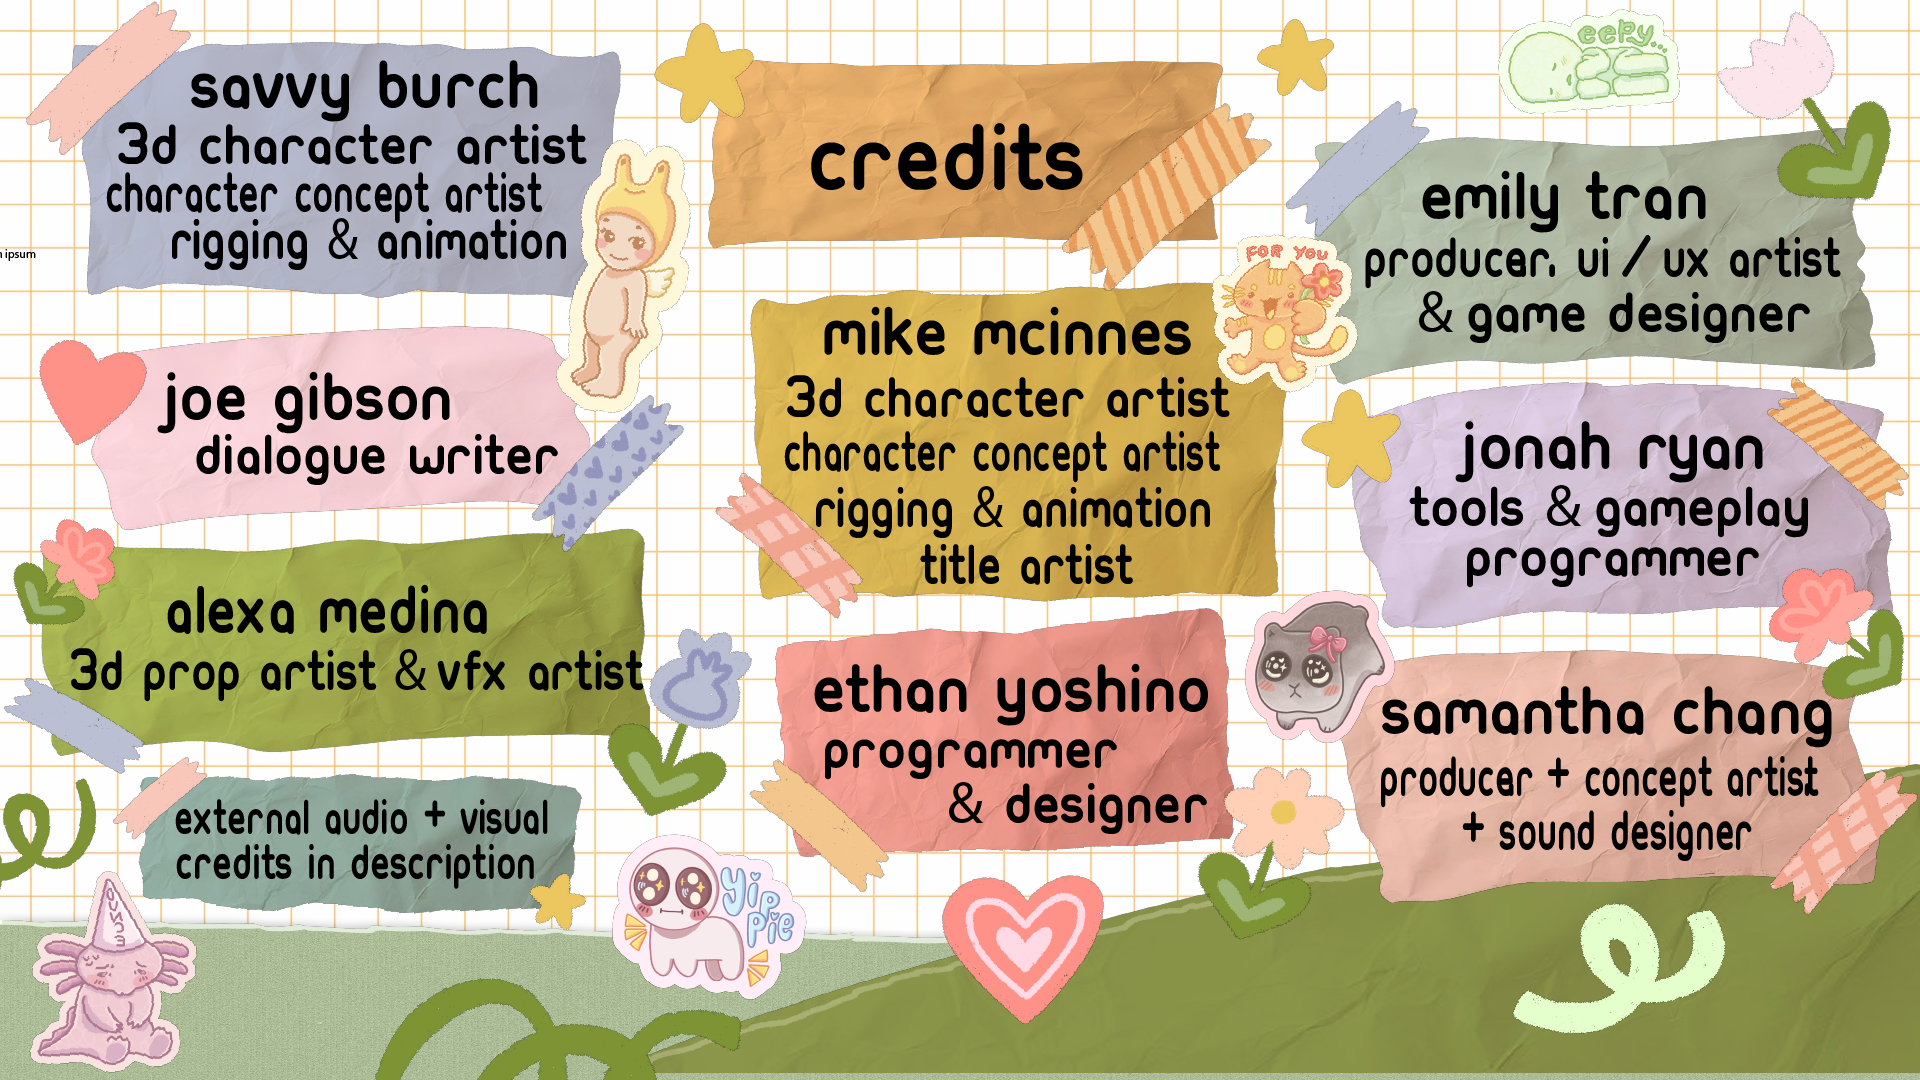 savvy burch
3d character artist
character concept artist
rigging & animation
ipsum
joe gibson
dialogue writer
alexa medina
3d prop artist & vfx artist
external audio + visual
credits in description
DUNCE
credits
mike mcinnes
3d character artist
character concept artist
rigging & animation
title artist
ethan yoshino
programmer
& designer
yip
pie
FOR YOU
eepy...
emily tran
producer, ui / ux artist
& game designer
jonah ryan
tools & gameplay
programmer
samantha chang
producer + concept artist
+ sound designer